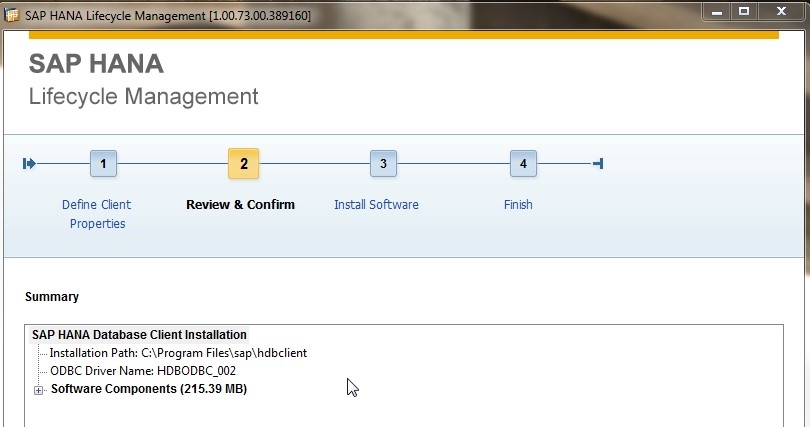 SAP HANA Lifecycle Management [1.00.73.00.389160]
SAP HANA
Lifecycle Management
1
2
3
4
Define Client
Properties
Review & Confirm
Install Software
Finish
Summary
SAP HANA Database Client Installation
Installation Path: C:\Program Files\sap\hdbclient
ODBC Driver Name: HDBODBC_002
Software Components (215.39 MB)